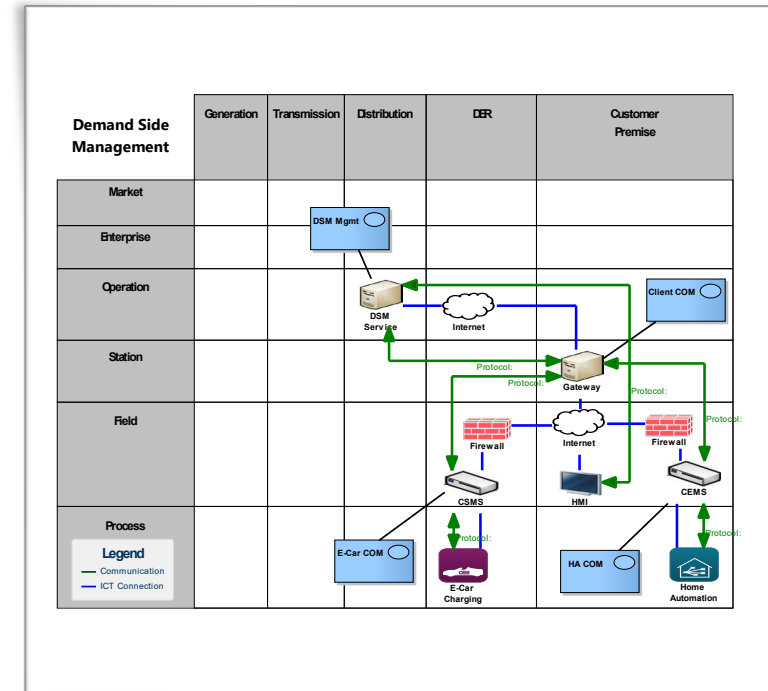 Demand Side
Management
Generation
Transmission
Distribution
DER
Customer
Premise
Market
DSM Mgmt
Enterprise
Operation
Client COM
DSM
Service
Internet
Station
Protocol:
Gateway
Protocol:
Protocol:
Field
Protocol:
Firewall
Internet
Firewall
CSMS
HMI
CEMS
Process
Protocol:
Protocol:
Legend
Communication
ICT Connection
E-Car COM
HA COM
E-Car
Charging
Home
Automation